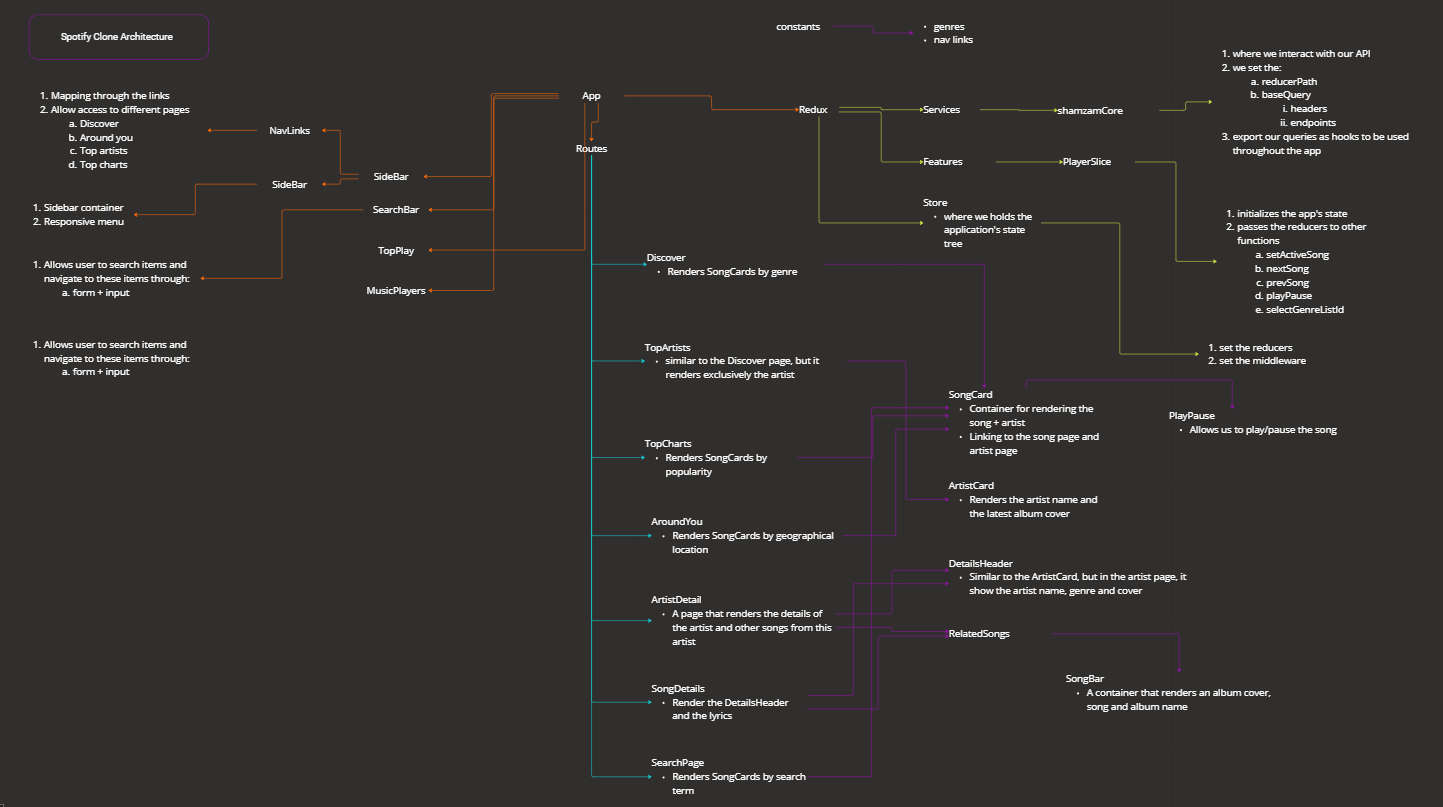 Spotify Clone Architecture
constants
• genres
• nav links
1. where we interact with our API
2. we set the:
a. reducerPath
b. baseQuery
i. headers
ii. endpoints
3. export our queries as hooks to be used
throughout the app
1. Mapping through the links
2. Allow access to different pages
a. Discover
b. Around you
c. Top artists
d. Top charts
NavLinks
App
Routes
Redux
Services
shamzamCore
Features
PlayerSlice
SideBar
SideBar
SearchBar
TopPlay
MusicPlayers
1. Sidebar container
2. Responsive menu
1. Allows user to search items and
navigate to these items through:
a. form + input
1. Allows user to search items and
navigate to these items through:
a. form + input
Store
• where we holds the
application's state
tree
1. initializes the app's state
2. passes the reducers to other
functions
a. setActiveSong
b. nextSong
c. prevSong
d. playPause
e. selectGenreListId
1. set the reducers
2. set the middleware
Discover
• Renders SongCards by genre
TopArtists
• similar to the Discover page, but it
renders exclusively the artist
TopCharts
• Renders SongCards by
popularity
AroundYou
• Renders SongCards by geographical
location
ArtistDetail
• A page that renders the details of
the artist and other songs from this
artist
SongDetails
• Render the DetailsHeader
and the lyrics
SearchPage
• Renders SongCards by search
term
SongCard
• Container for rendering the
song + artist
• Linking to the song page and
artist page
PlayPause
• Allows us to play/pause the song
ArtistCard
• Renders the artist name and
the latest album cover
DetailsHeader
• Similar to the ArtistCard, but in the artist page, it
show the artist name, genre and cover
RelatedSongs
SongBar
• A container that renders an album cover,
song and album name